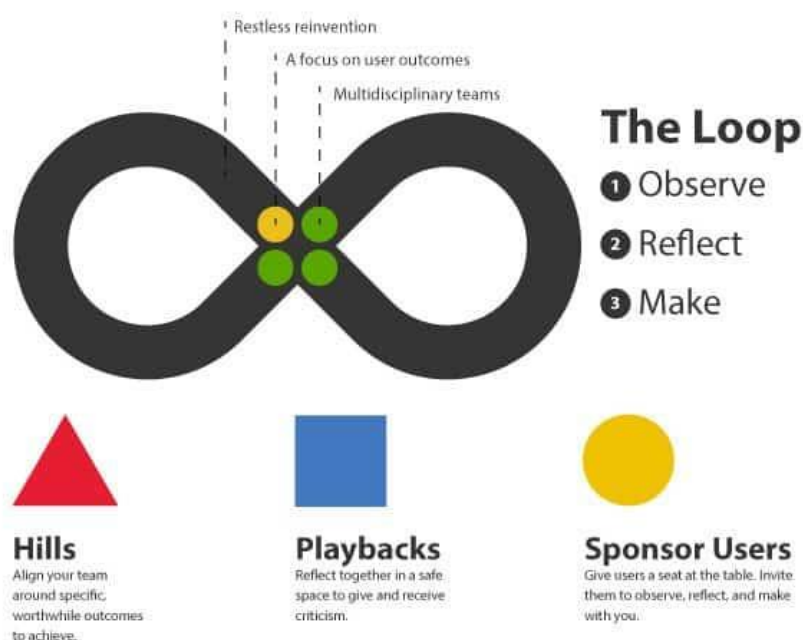 Restless reinvention
A focus on user outcomes
Multidisciplinary teams
The Loop
1 Observe
2 Reflect
3 Make
Hills
Align your team
around specific,
worthwhile outcomes
to achieve.
Playbacks
Reflect together in a safe
space to give and receive
criticism.
Sponsor Users
Give users a seat at the table. Invite
them to observe, reflect, and make
with you.